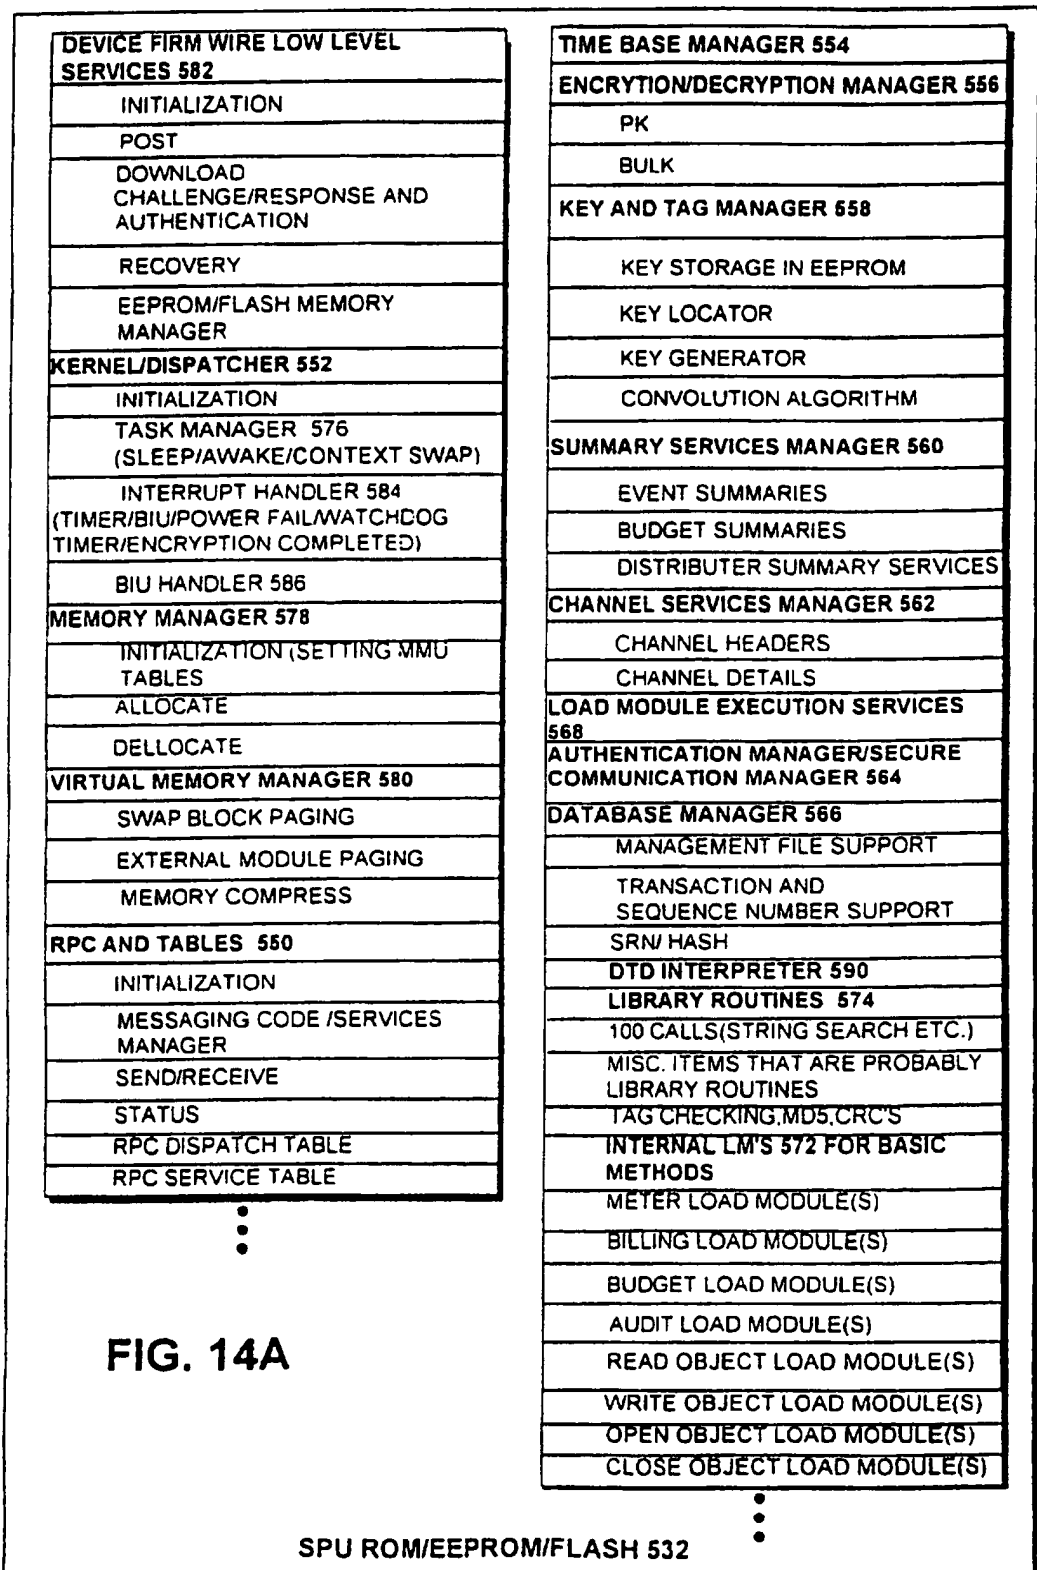 DEVICE FIRM WIRE LOW LEVEL
SERVICES 582
INITIALIZATION
POST
DOWNLOAD
CHALLENGE/RESPONSE AND
AUTHENTICATION
RECOVERY
EEPROM/FLASH MEMORY
MANAGER
KERNEL/DISPATCHER 552
INITIALIZATION
TASK MANAGER 576
(SLEEP/AWAKE/CONTEXT SWAP)
INTERRUPT HANDLER 584
(TIMER/BIU/POWER FAIL/WATCHDOG
TIMER/ENCRYPTION COMPLETED)
BIU HANDLER 586
MEMORY MANAGER 578
INITIALIZATION (SETTING MMU
TABLES
ALLOCATE
DELLOCATE
VIRTUAL MEMORY MANAGER 580
SWAP BLOCK PAGING
EXTERNAL MODULE PAGING
MEMORY COMPRESS
RPC AND TABLES 550
INITIALIZATION
MESSAGING CODE /SERVICES
MANAGER
SEND/RECEIVE
STATUS
RPC DISPATCH TABLE
RPC SERVICE TABLE
TIME BASE MANAGER 554
ENCRYTION/DECRYPTION MANAGER 556
PK
BULK
KEY AND TAG MANAGER 558
KEY STORAGE IN EEPROM
KEY LOCATOR
KEY GENERATOR
CONVOLUTION ALGORITHM
SUMMARY SERVICES MANAGER 560
EVENT SUMMARIES
BUDGET SUMMARIES
DISTRIBUTER SUMMARY SERVICES
CHANNEL SERVICES MANAGER 562
CHANNEL HEADERS
CHANNEL DETAILS
LOAD MODULE EXECUTION SERVICES
568
AUTHENTICATION MANAGER/SECURE
COMMUNICATION MANAGER 564
DATABASE MANAGER 566
MANAGEMENT FILE SUPPORT
TRANSACTION AND
SEQUENCE NUMBER SUPPORT
SRN/ HASH
DTD INTERPRETER 590
LIBRARY ROUTINES 574
100 CALLS(STRING SEARCH ETC.)
MISC. ITEMS THAT ARE PROBABLY
LIBRARY ROUTINES
TAG CHECKING,MD5,CRC'S
INTERNAL LM'S 572 FOR BASIC
METHODS
METER LOAD MODULE(S)
BILLING LOAD MODULE(S)
BUDGET LOAD MODULE(S)
AUDIT LOAD MODULE(S)
READ OBJECT LOAD MODULE(S)
WRITE OBJECT LOAD MODULE(S)
OPEN OBJECT LOAD MODULE(S)
CLOSE OBJECT LOAD MODULE(S)
FIG. 14A
SPU ROM/EEPROM/FLASH 532